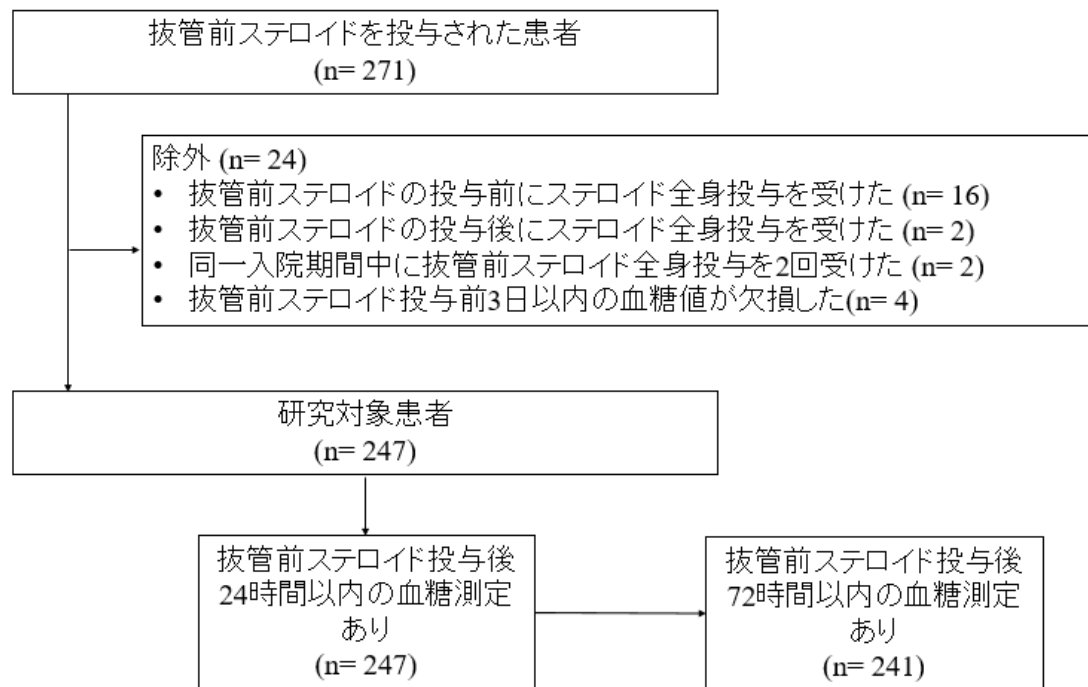 抜管前ステロイドを投与された患者
(n= 271)
除外 (n= 24)
• 抜管前ステロイドの投与前にステロイド全身投与を受けた (n= 16)
• 抜管前ステロイドの投与後にステロイド全身投与を受けた (n= 2)
• 同一入院期間中に抜管前ステロイド全身投与を2回受けた (n= 2)
• 抜管前ステロイド投与前3日以内の血糖値が欠損した(n= 4)
研究対象患者
(n= 247)
抜管前ステロイド投与後
24時間以内の血糖測定
あり
(n= 247)
抜管前ステロイド投与後
72時間以内の血糖測定
あり
(n= 241)